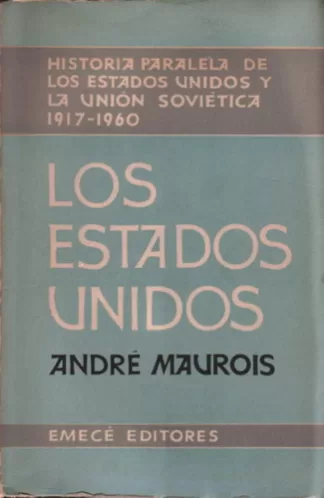 HISTORIA PARALELA DE
LOS ESTADOS UNIDOS Y
LA UNIÓN SOVIÉTICA
1917-1960
LOS
ESTADOS
UNIDOS
ANDRÉ MAUROIS
EMECÉ EDITORES